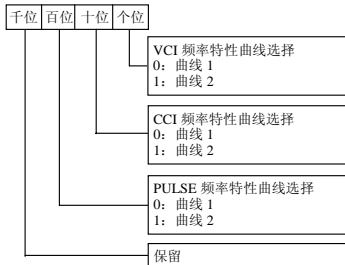 千位 百位 十位 个位
VCI 频率特性曲线选择
0：曲线 1
1：曲线 2
CCI 频率特性曲线选择
0：曲线 1
1：曲线 2
PULSE 频率特性曲线选择
0：曲线 1
1：曲线 2
保留